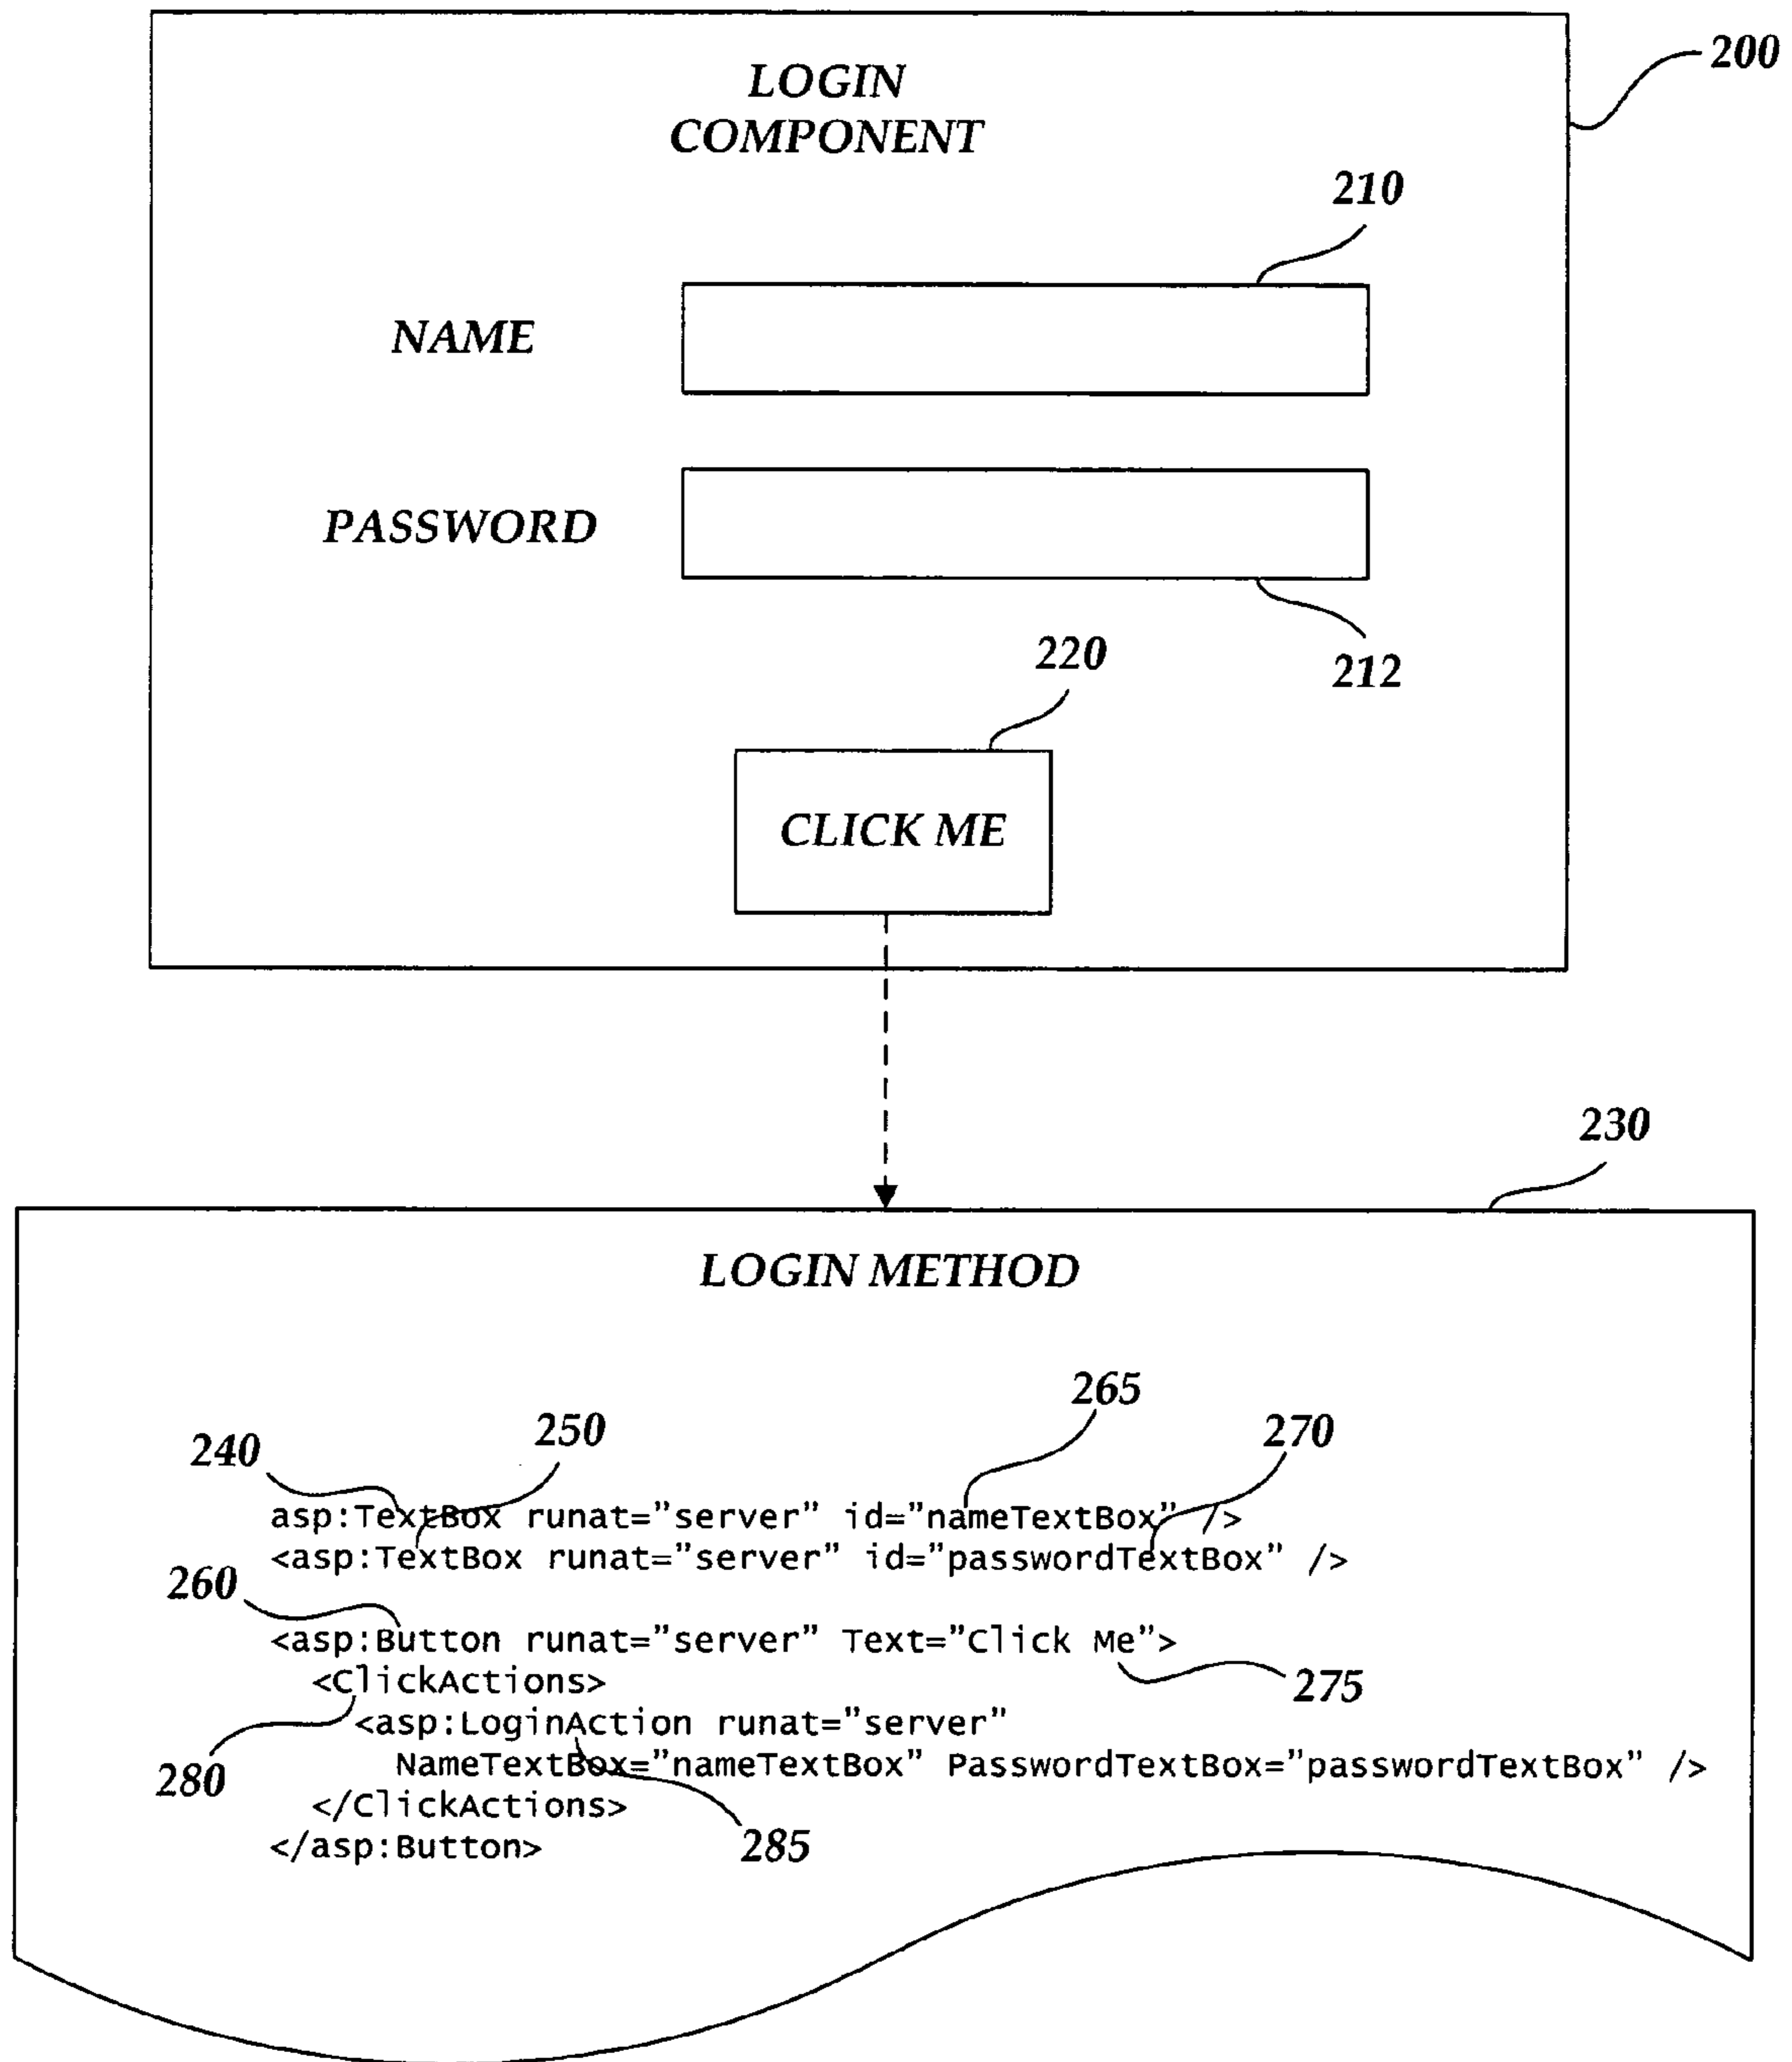 200
LOGIN
COMPONENT
210
NAME
PASSWORD
212
220
CLICK ME
230
LOGIN METHOD
265
250
270
240
asp:TextBox runat="server" id="nameTextBox" />
<asp:TextBox runat="server" id="passwordTextBox" />
260
<asp:Button runat="server" Text="Click Me">
<ClickActions>
275
<asp:LoginAction runat="server"
280
NameTextBox="nameTextBox" PasswordTextBox="passwordTextBox" />
</ClickActions>
285
</asp:Button>